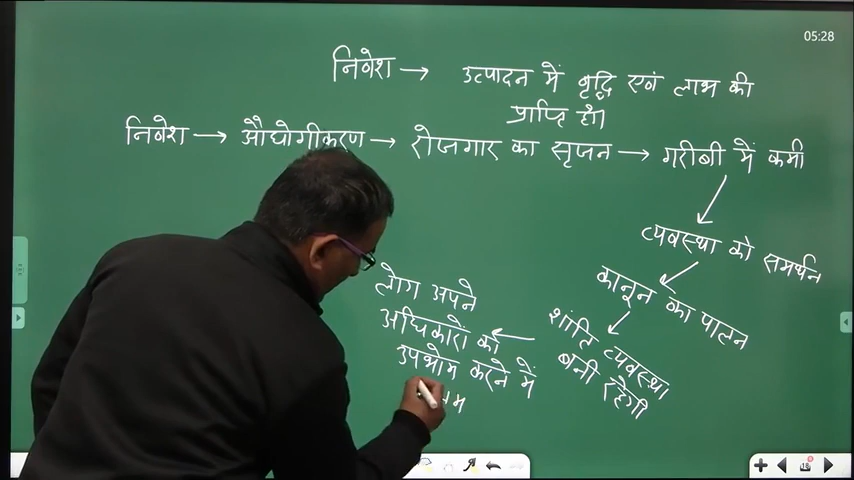 05:28
निवेश → उत्पादन में वृद्धि एवं लाभ की
प्राप्ति हो।
निवेश → औद्योगीकरण → रोजगार का सृजन → गरीबी में कमी
व्यवस्था को समर्थन
कानून का पालन
शांति व्यवस्था
बनी रहेगी
लोग अपने
अधिकारों का
उपभोग करने में